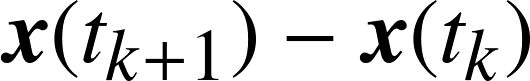 𝒙(t_{k+1}) − 𝒙(t_k)